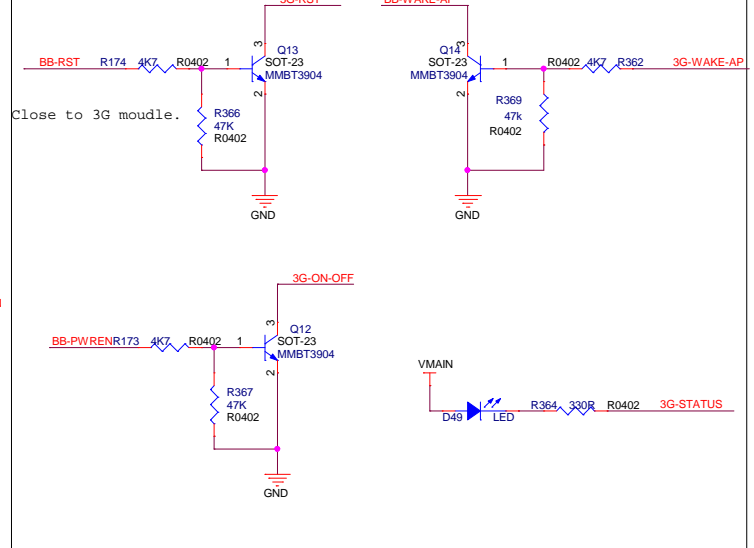 3G-RST
BB-WAKE-AP
BB-RST R174 4K7 R0402 1 3 2 Q13
SOT-23
MMBT3904
R366
47K
R0402
GND
Close to 3G moudle.
Q14
SOT-23
MMBT3904
3 2 1 R0402 4K7 R362 3G-WAKE-AP
R369
47k
R0402
GND
3G-ON-OFF
BB-PWREN R173 4K7 R0402 1 3 2 Q12
SOT-23
MMBT3904
R367
47K
R0402
GND
VMAIN
D49 LED R364 330R R0402 3G-STATUS